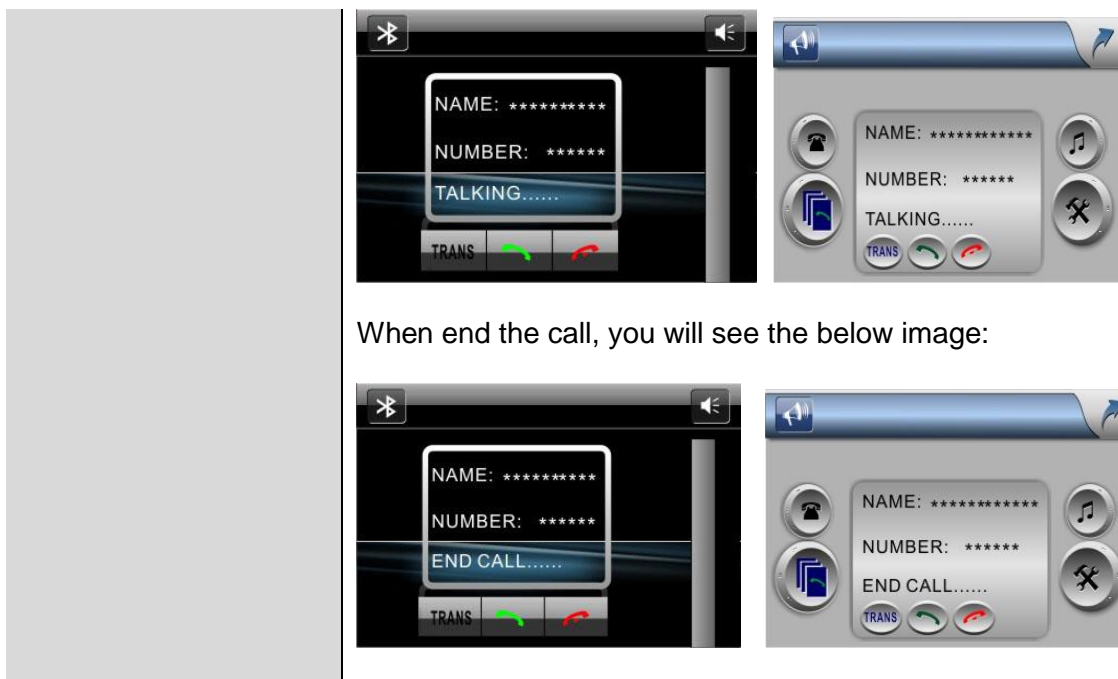 NAME: **********
NUMBER: ******
TALKING......
TRANS
NAME: ************
NUMBER: ******
TALKING......
TRANS
When end the call, you will see the below image:
NAME: **********
NUMBER: ******
END CALL......
TRANS
NAME: ************
NUMBER: ******
END CALL......
TRANS